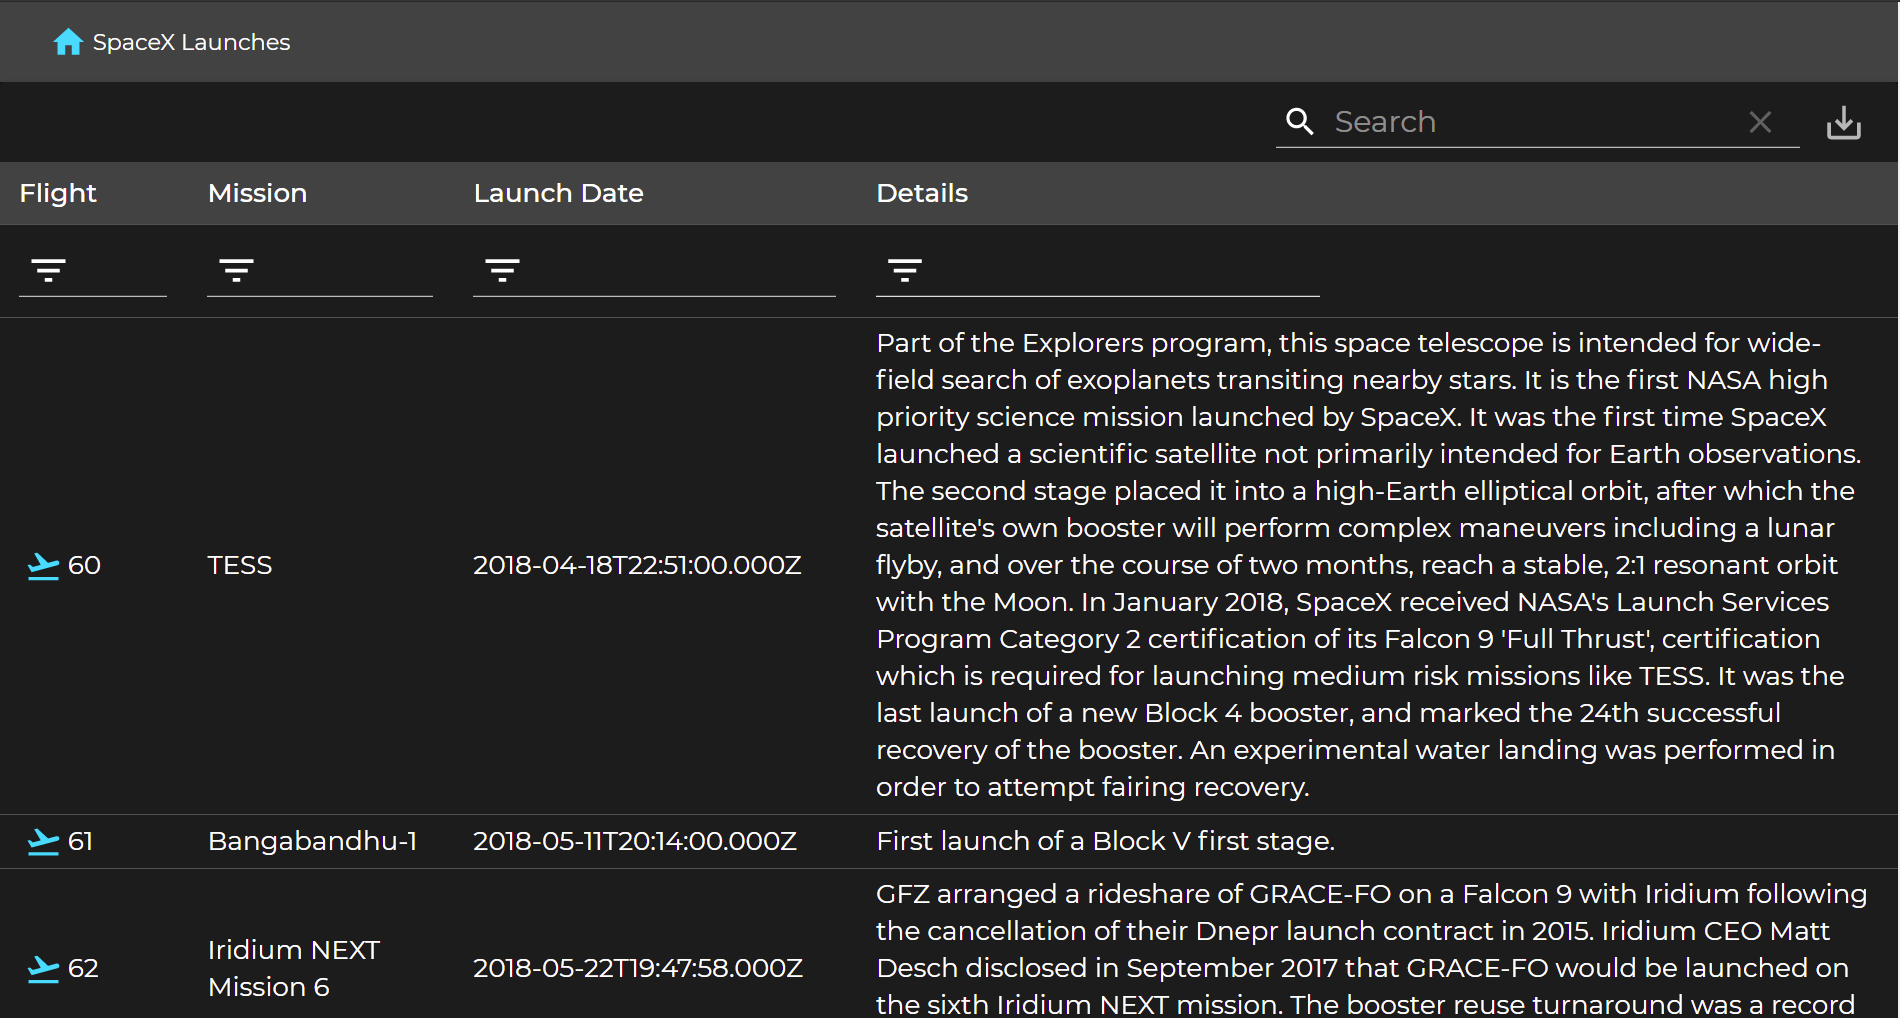 SpaceX Launches
Search
Flight Mission Launch Date Details
Part of the Explorers program, this space telescope is intended for wide-
field search of exoplanets transiting nearby stars. It is the first NASA high
priority science mission launched by SpaceX. It was the first time SpaceX
launched a scientific satellite not primarily intended for Earth observations.
The second stage placed it into a high-Earth elliptical orbit, after which the
satellite's own booster will perform complex maneuvers including a lunar
60 TESS 2018-04-18T22:51:00.000Z flyby, and over the course of two months, reach a stable, 2:1 resonant orbit
with the Moon. In January 2018, SpaceX received NASA's Launch Services
Program Category 2 certification of its Falcon 9 'Full Thrust', certification
which is required for launching medium risk missions like TESS. It was the
last launch of a new Block 4 booster, and marked the 24th successful
recovery of the booster. An experimental water landing was performed in
order to attempt fairing recovery.
61 Bangabandhu-1 2018-05-11T20:14:00.000Z First launch of a Block V first stage.
62
Iridium NEXT
Mission 6
2018-05-22T19:47:58.000Z
GFZ arranged a rideshare of GRACE-FO on a Falcon 9 with Iridium following
the cancellation of their Dnepr launch contract in 2015. Iridium CEO Matt
Desch disclosed in September 2017 that GRACE-FO would be launched on
the sixth Iridium NEXT mission. The booster reuse turnaround was a record